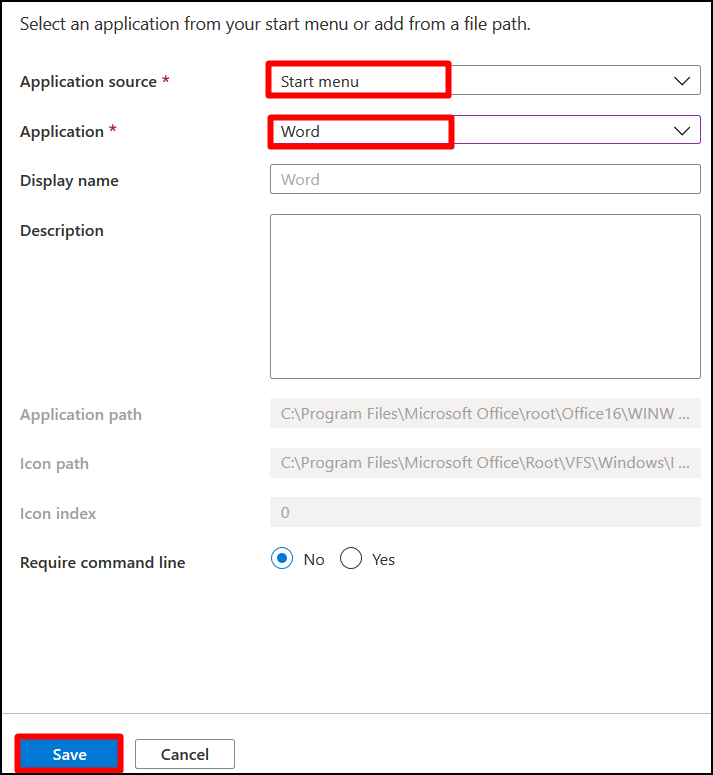 Select an application from your start menu or add from a file path.
Application source * Start menu
Application * Word
Display name Word
Description
Application path C:\Program Files\Microsoft Office\root\Office16\WINW ...
Icon path C:\Program Files\Microsoft Office\Root\VFS\Windows\I ...
Icon index 0
Require command line No Yes
Save Cancel